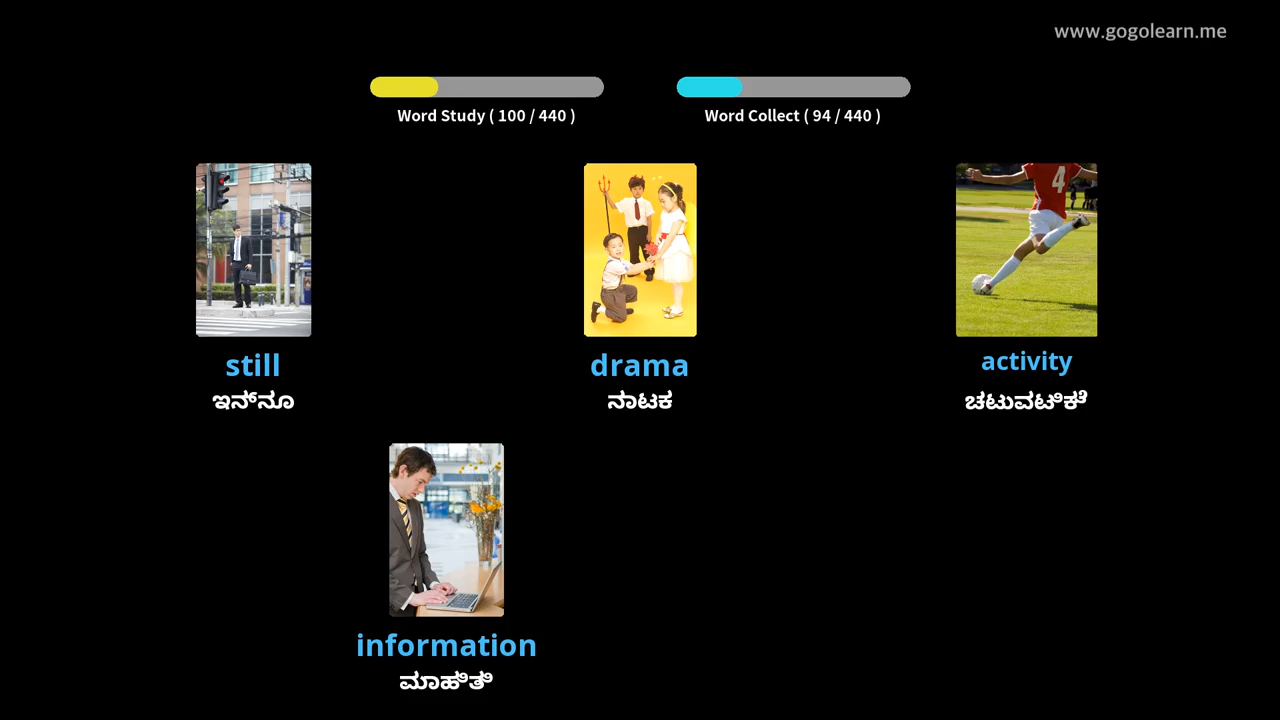 www.gogolearn.me
Word Study ( 100 / 440 )
Word Collect ( 94 / 440 )
still
ಇನ್ನೂ
drama
ನಾಟಕ
activity
ಚಟುವಟಿಕೆ
information
ಮಾಹಿತಿ
4